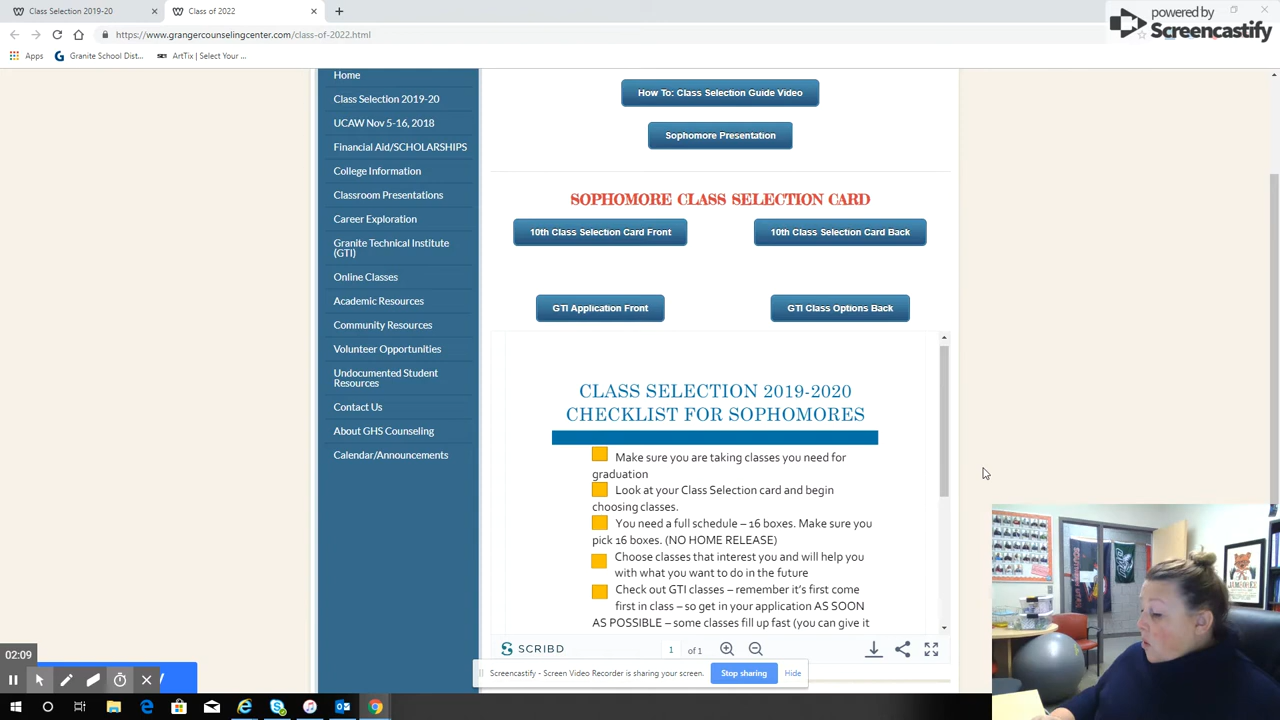 Class Selection 2019-20
Class of 2022
powered by
Screencastify
https://www.grangercounselingcenter.com/class-of-2022.html
Apps
Granite School Dist...
ArtTix | Select Your ...
Home
Class Selection 2019-20
UCAW Nov 5-16, 2018
Financial Aid/SCHOLARSHIPS
College Information
Classroom Presentations
Career Exploration
Granite Technical Institute
(GTI)
Online Classes
Academic Resources
Community Resources
Volunteer Opportunities
Undocumented Student
Resources
Contact Us
About GHS Counseling
Calendar/Announcements
How To: Class Selection Guide Video
Sophomore Presentation
SOPHOMORE CLASS SELECTION CARD
10th Class Selection Card Front
10th Class Selection Card Back
GTI Application Front
GTI Class Options Back
CLASS SELECTION 2019-2020
CHECKLIST FOR SOPHOMORES
Make sure you are taking classes you need for
graduation
Look at your Class Selection card and begin
choosing classes.
You need a full schedule – 16 boxes. Make sure you
pick 16 boxes. (NO HOME RELEASE)
Choose classes that interest you and will help you
with what you want to do in the future
Check out GTI classes – remember it's first come
first in class – so get in your application AS SOON
AS POSSIBLE – some classes fill up fast (you can give it
SCRIBD
1 of 1
Screencastify - Screen Video Recorder is sharing your screen.
Stop sharing
Hide
02:09